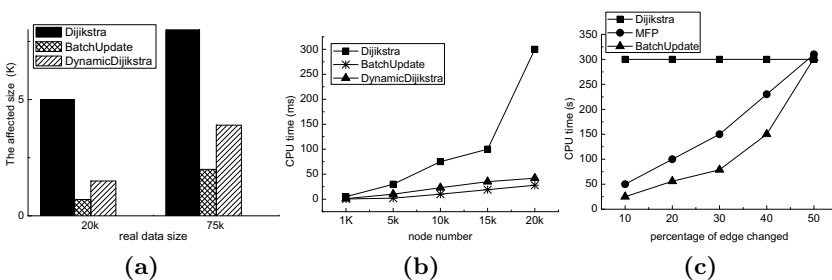 Dijikstra
BatchUpdate
DynamicDijikstra
The affected size (K)
5
0
20k
75k
real data size
(a)
Dijikstra
BatchUpdate
DynamicDijikstra
CPU time (ms)
300
250
200
150
100
50
0
1K
5k
10k
15k
20k
node number
(b)
Dijikstra
MFP
BatchUpdate
CPU time (s)
350
300
250
200
150
100
50
0
10
20
30
40
50
percentage of edge changed
(c)